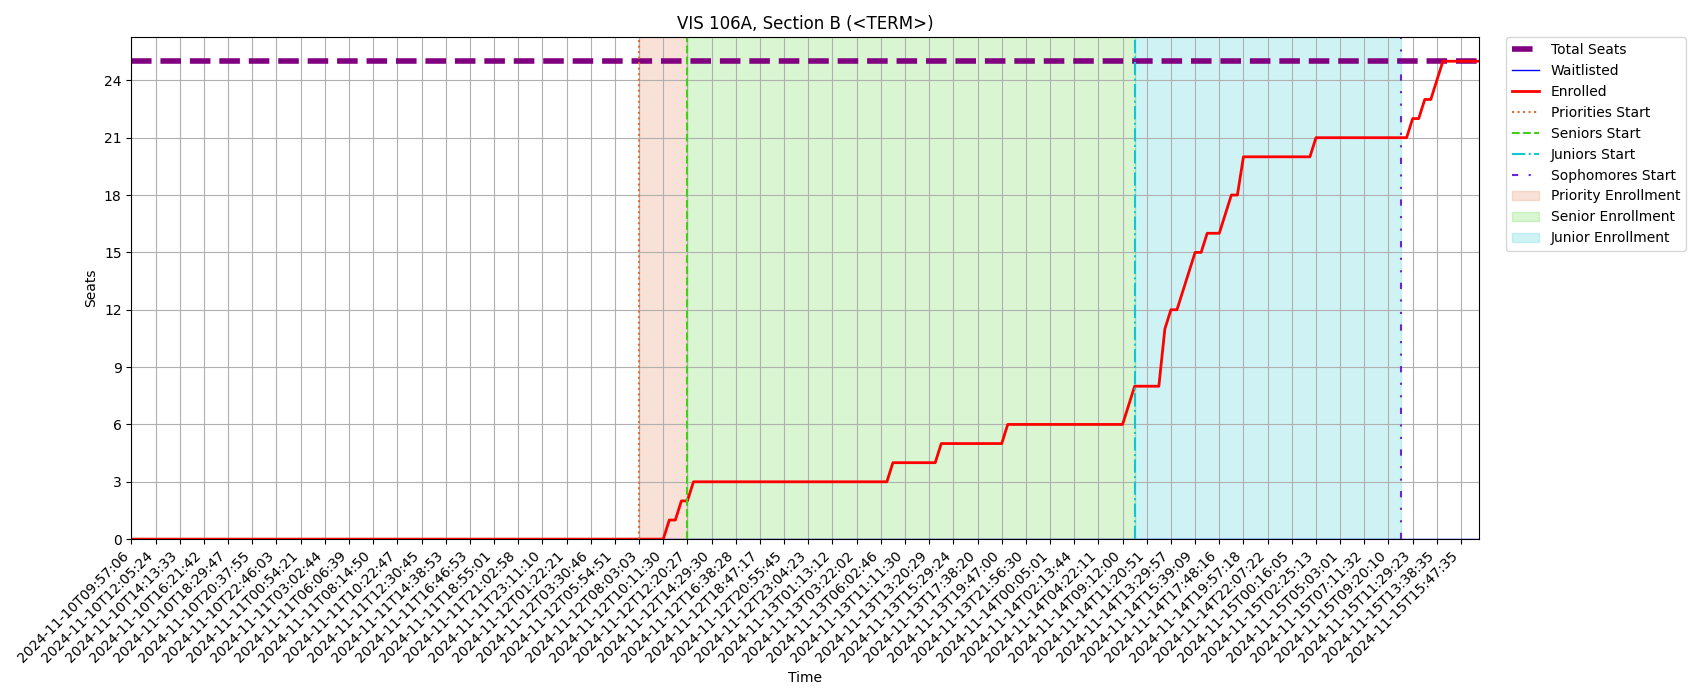 VIS 106A, Section B (<TERM>)
Total Seats
Waitlisted
Enrolled
Priorities Start
Seniors Start
Juniors Start
Sophomores Start
Priority Enrollment
Senior Enrollment
Junior Enrollment
Seats
24
21
18
15
12
9
6
3
0
2024-11-10T09:57:06
2024-11-10T12:05:24
2024-11-10T14:13:33
2024-11-10T16:21:42
2024-11-10T18:29:47
2024-11-10T20:37:55
2024-11-10T22:46:03
2024-11-11T00:54:21
2024-11-11T03:02:44
2024-11-11T06:06:39
2024-11-11T08:14:50
2024-11-11T10:22:47
2024-11-11T12:30:45
2024-11-11T14:38:53
2024-11-11T16:46:53
2024-11-11T18:55:01
2024-11-11T21:02:58
2024-11-11T23:11:10
2024-11-12T01:22:21
2024-11-12T03:30:46
2024-11-12T05:54:51
2024-11-12T08:03:03
2024-11-12T10:11:30
2024-11-12T12:20:27
2024-11-12T14:29:30
2024-11-12T16:38:28
2024-11-12T18:47:17
2024-11-12T20:55:45
2024-11-12T23:04:23
2024-11-13T01:13:12
2024-11-13T03:22:02
2024-11-13T06:02:46
2024-11-13T11:11:30
2024-11-13T13:20:29
2024-11-13T15:29:24
2024-11-13T17:38:20
2024-11-13T19:47:00
2024-11-13T21:56:30
2024-11-14T00:05:01
2024-11-14T02:13:44
2024-11-14T04:22:11
2024-11-14T09:12:00
2024-11-14T11:20:51
2024-11-14T13:29:57
2024-11-14T15:39:09
2024-11-14T17:48:16
2024-11-14T19:57:18
2024-11-14T22:07:22
2024-11-15T00:16:05
2024-11-15T02:25:13
2024-11-15T05:03:01
2024-11-15T07:11:32
2024-11-15T09:20:10
2024-11-15T11:29:23
2024-11-15T13:38:35
2024-11-15T15:47:35
Time